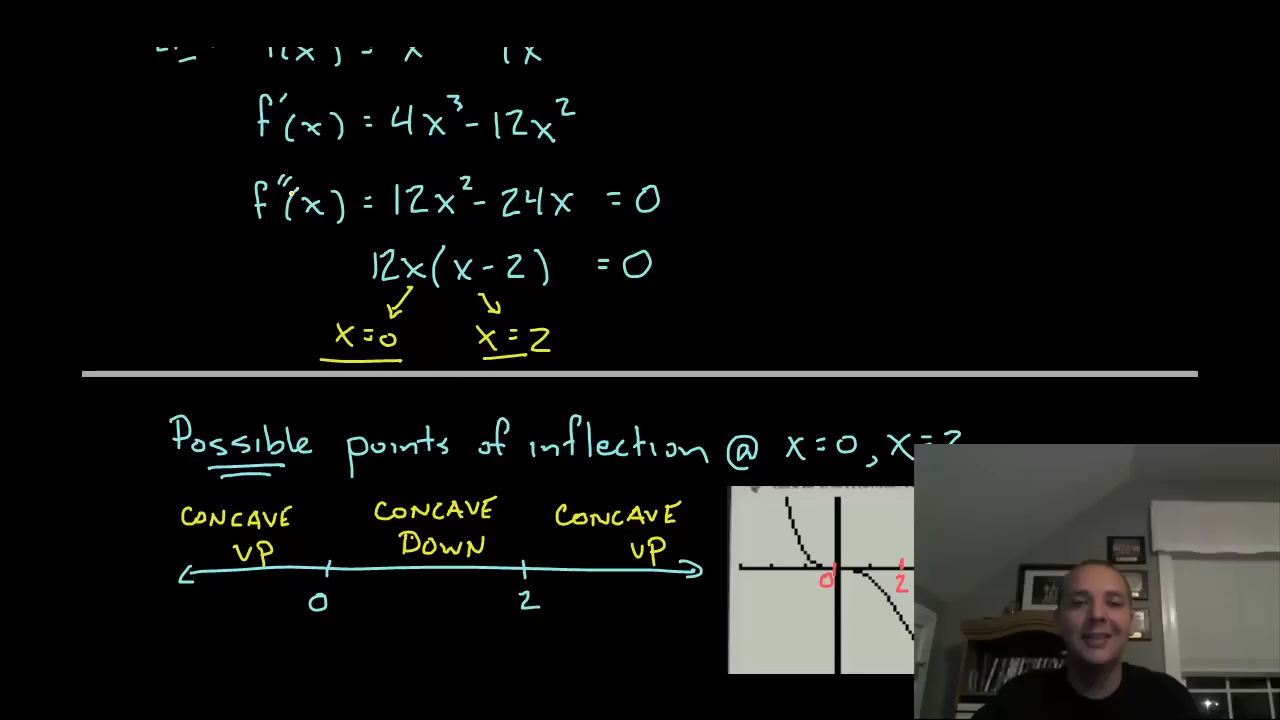 f'(x) = 4x³ - 12x²
f"(x) = 12x² - 24x = 0
12x(x - 2) = 0
x = 0 x = 2
Possible points of inflection @ x = 0, x = 2
CONCAVE UP CONCAVE DOWN CONCAVE UP
0 2
0 2